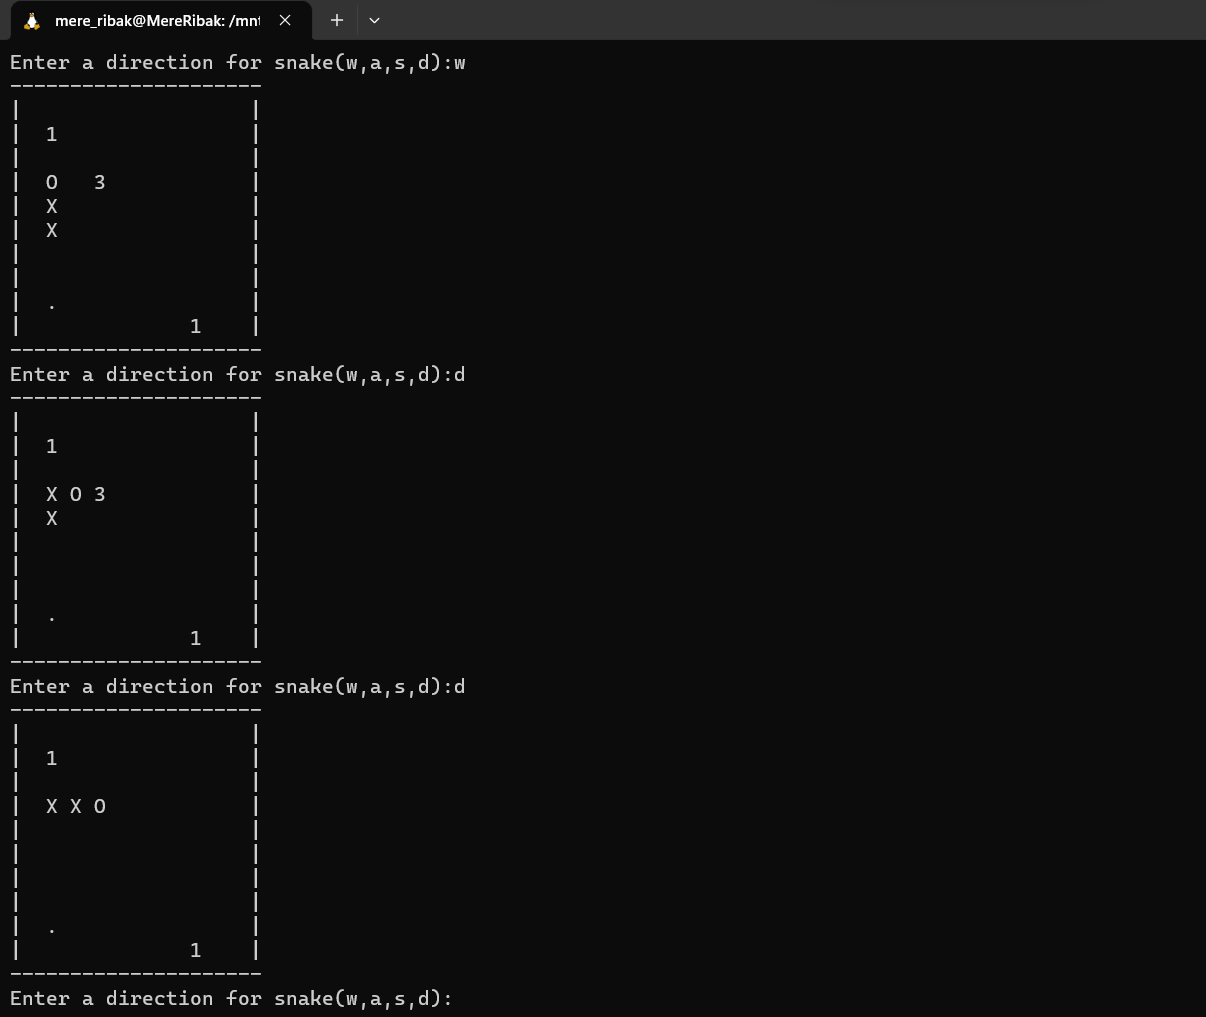 mere_ribak@MereRibak: /mnt
Enter a direction for snake(w,a,s,d):w
---------------------
|                   |
|  1                |
|                   |
|  O   3            |
|  X                |
|  X                |
|                   |
|                   |
|  .                |
|              1    |
---------------------
Enter a direction for snake(w,a,s,d):d
---------------------
|                   |
|  1                |
|                   |
|  X O 3            |
|  X                |
|                   |
|                   |
|                   |
|  .                |
|              1    |
---------------------
Enter a direction for snake(w,a,s,d):d
---------------------
|                   |
|  1                |
|                   |
|  X X O            |
|                   |
|                   |
|                   |
|                   |
|  .                |
|              1    |
---------------------
Enter a direction for snake(w,a,s,d):